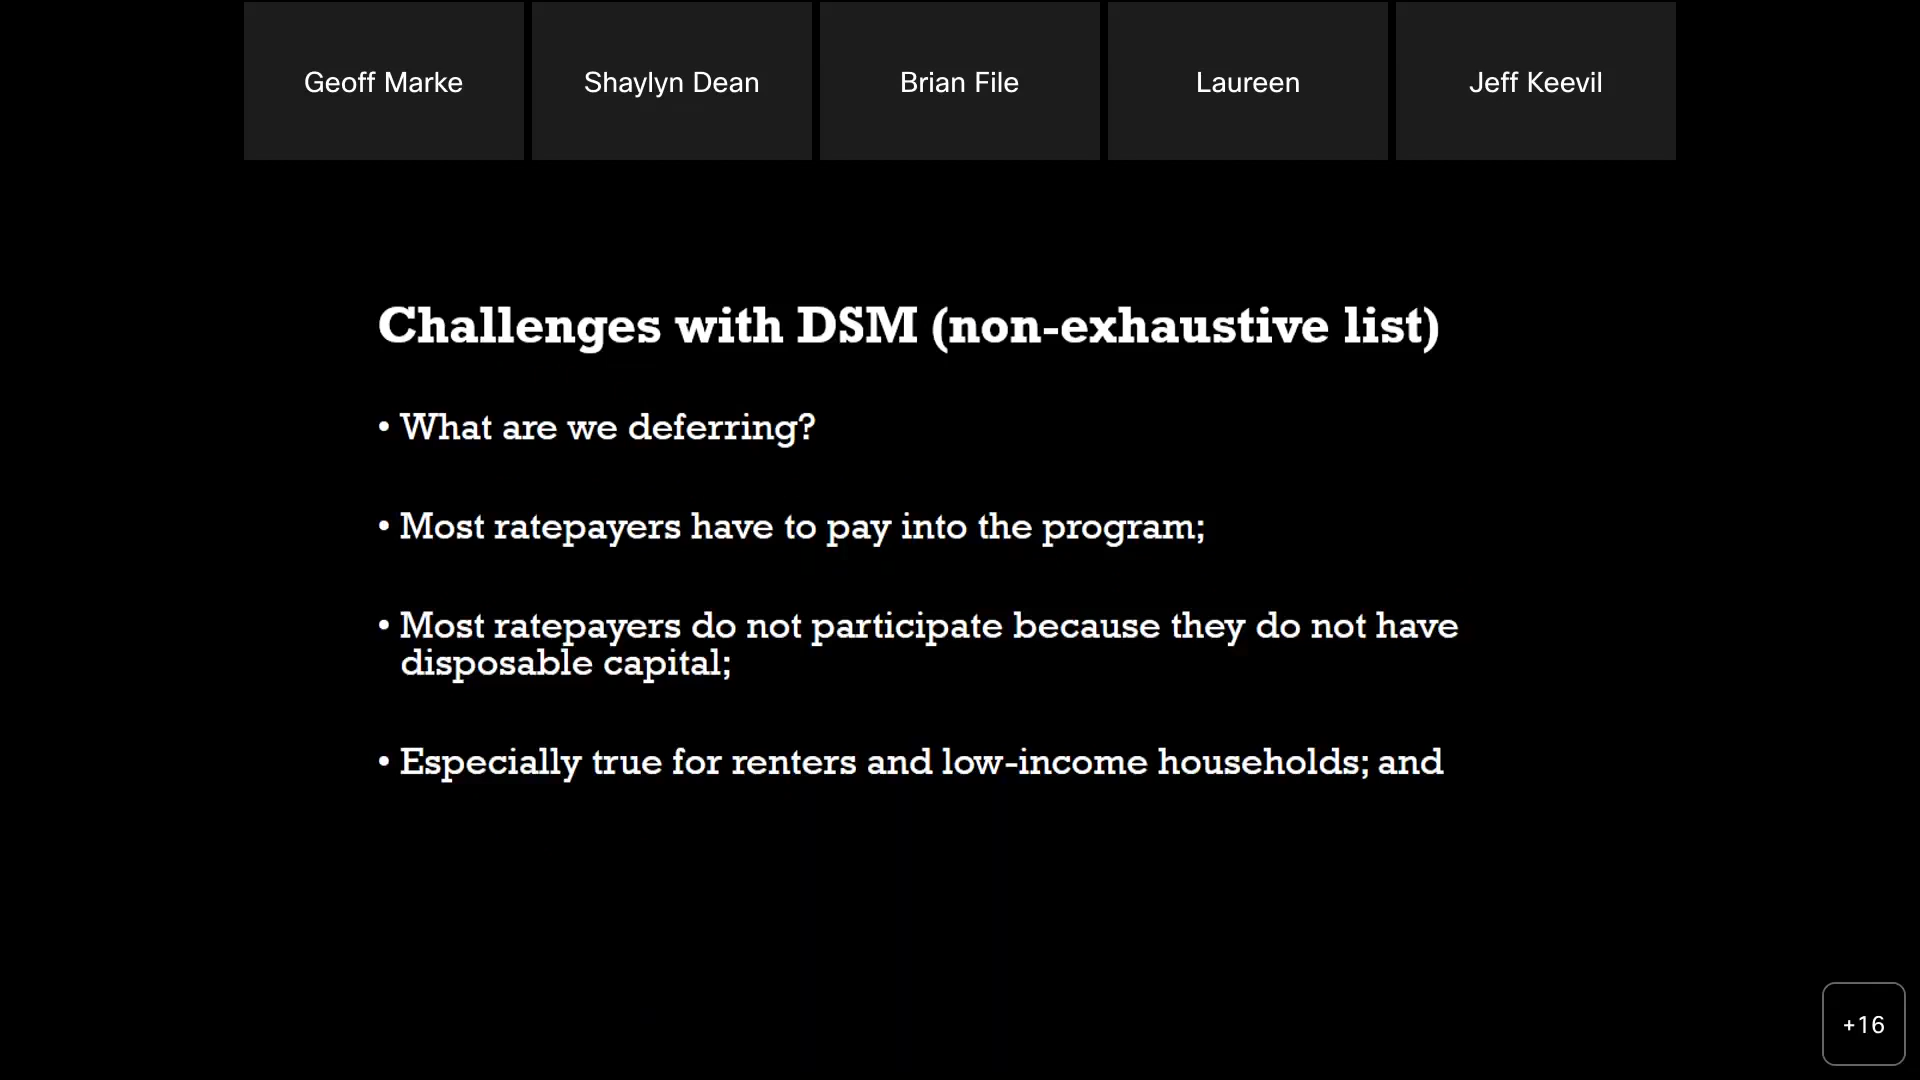 Geoff Marke
Shaylyn Dean
Brian File
Laureen
Jeff Keevil
Challenges with DSM (non-exhaustive list)
• What are we deferring?
• Most ratepayers have to pay into the program;
• Most ratepayers do not participate because they do not have
disposable capital;
• Especially true for renters and low-income households; and
+16